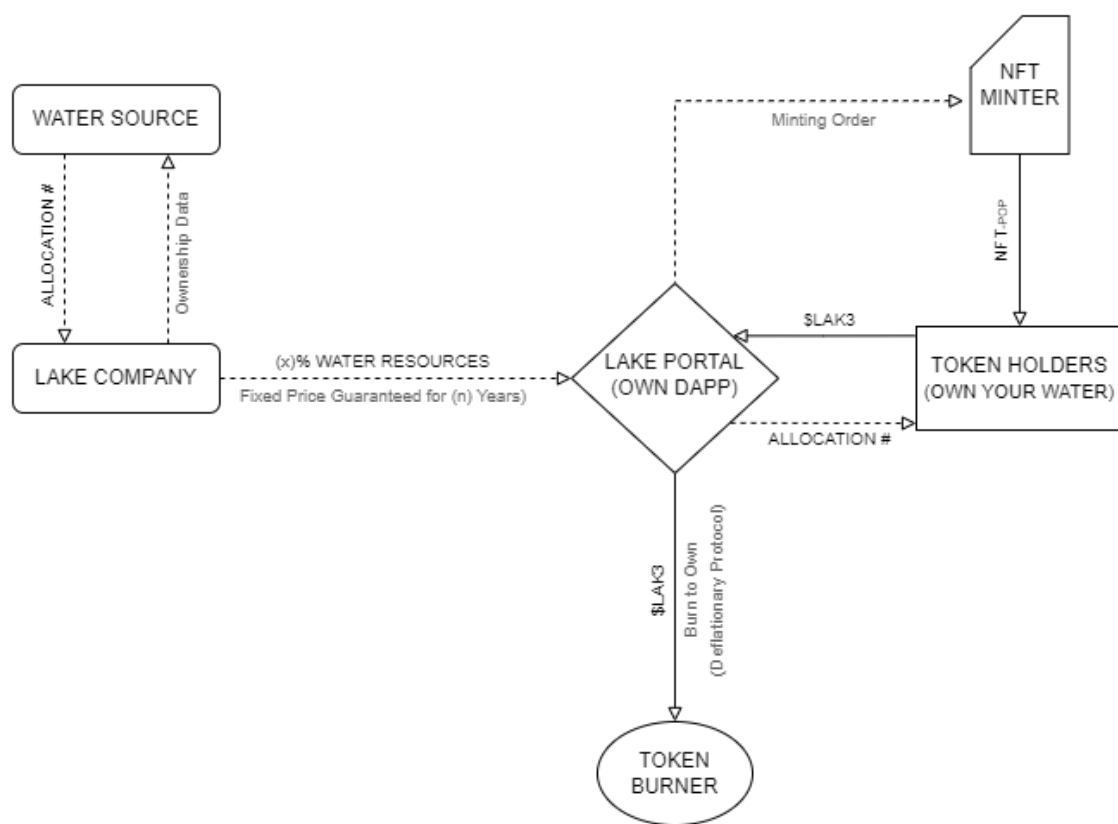 NFT
MINTER
WATER SOURCE
Minting Order
ALLOCATION #
Ownership Data
NFT-POP
$LAK3
LAKE COMPANY
(x)% WATER RESOURCES
Fixed Price Guaranteed for (n) Years)
LAKE PORTAL
(OWN DAPP)
TOKEN HOLDERS
(OWN YOUR WATER)
ALLOCATION #
$LAK3
Burn to Own
(Deflationary Protocol)
TOKEN
BURNER